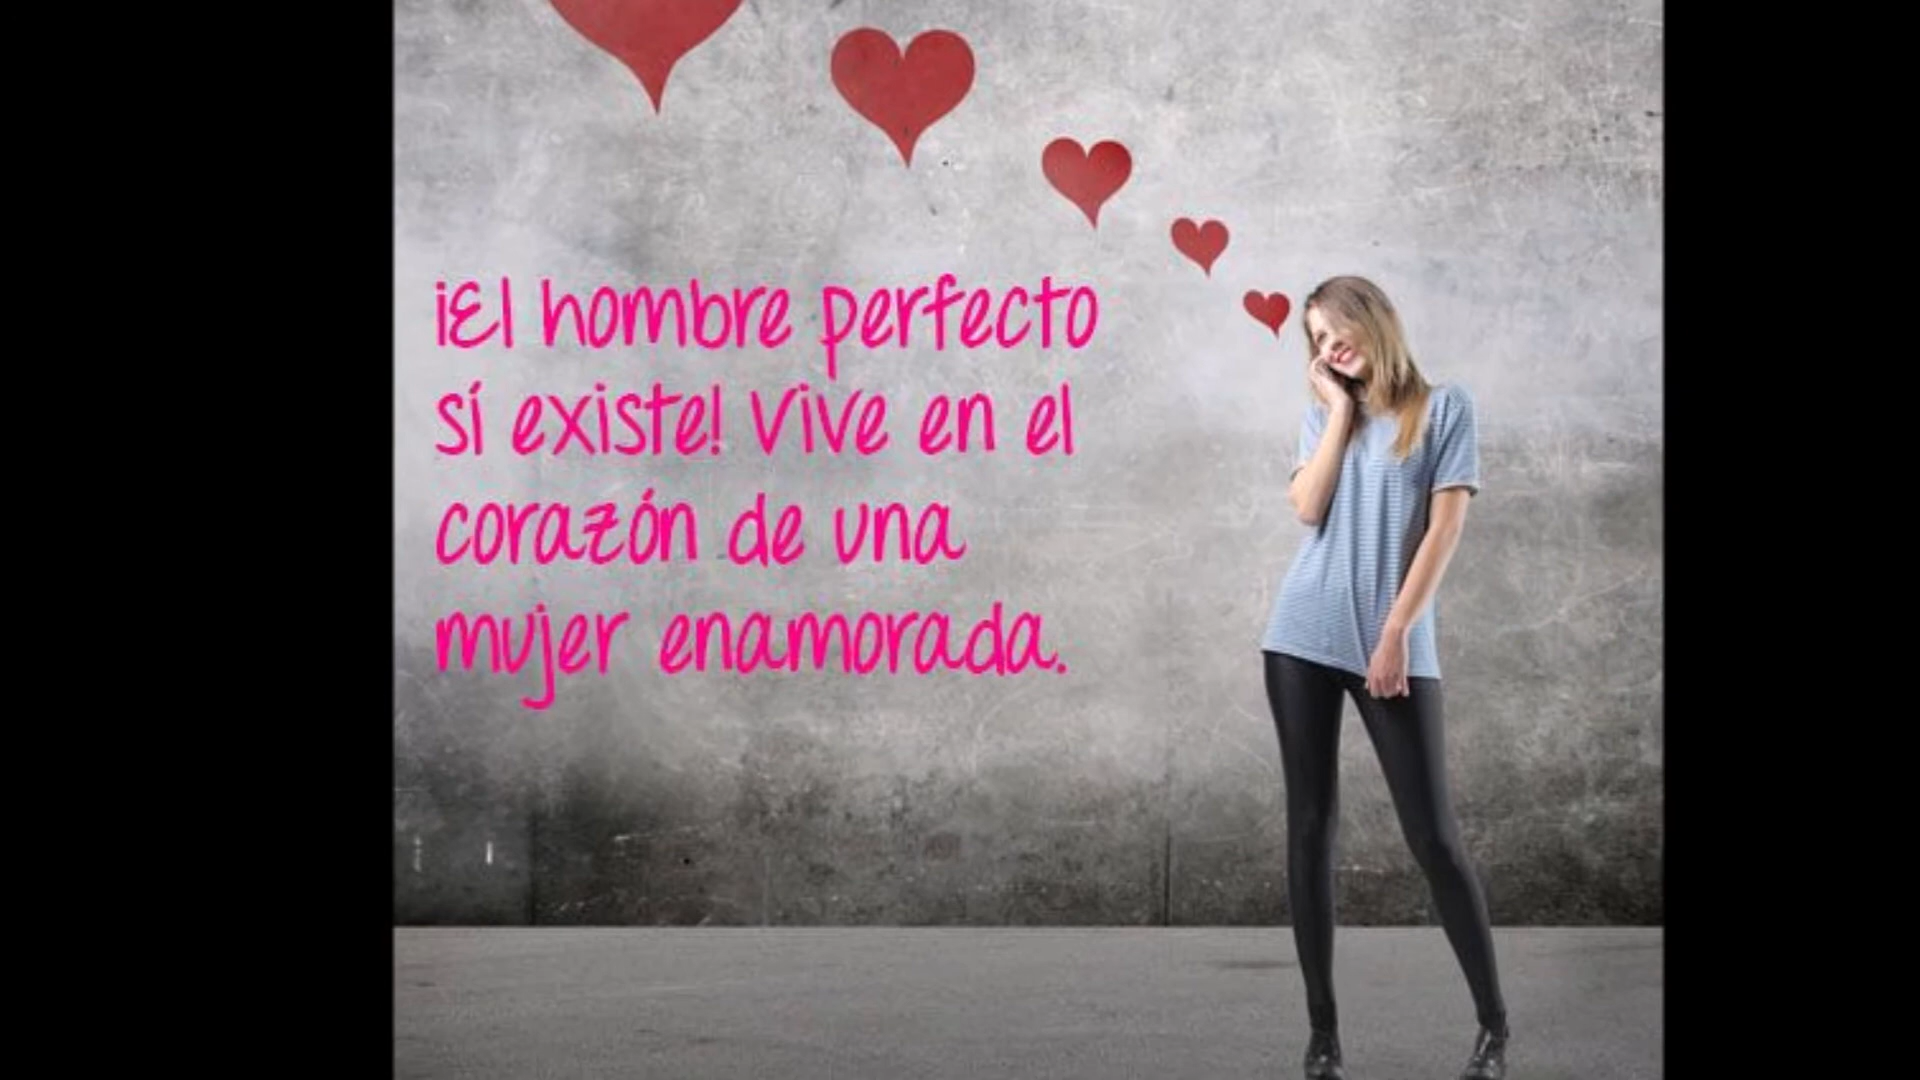 ¡El hombre perfecto
sí existe! Vive en el
corazón de una
mujer enamorada.